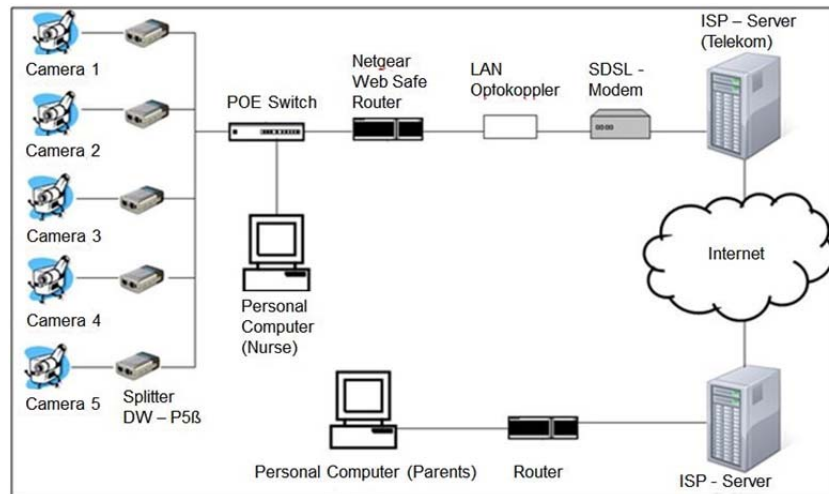 Camera 1
Camera 2
Camera 3
Camera 4
Camera 5
Splitter
DW – P5ß
POE Switch
Personal
Computer
(Nurse)
Netgear
Web Safe
Router
LAN
Optokoppler
SDSL -
Modem
ISP – Server
(Telekom)
Internet
Personal Computer (Parents)
Router
ISP - Server